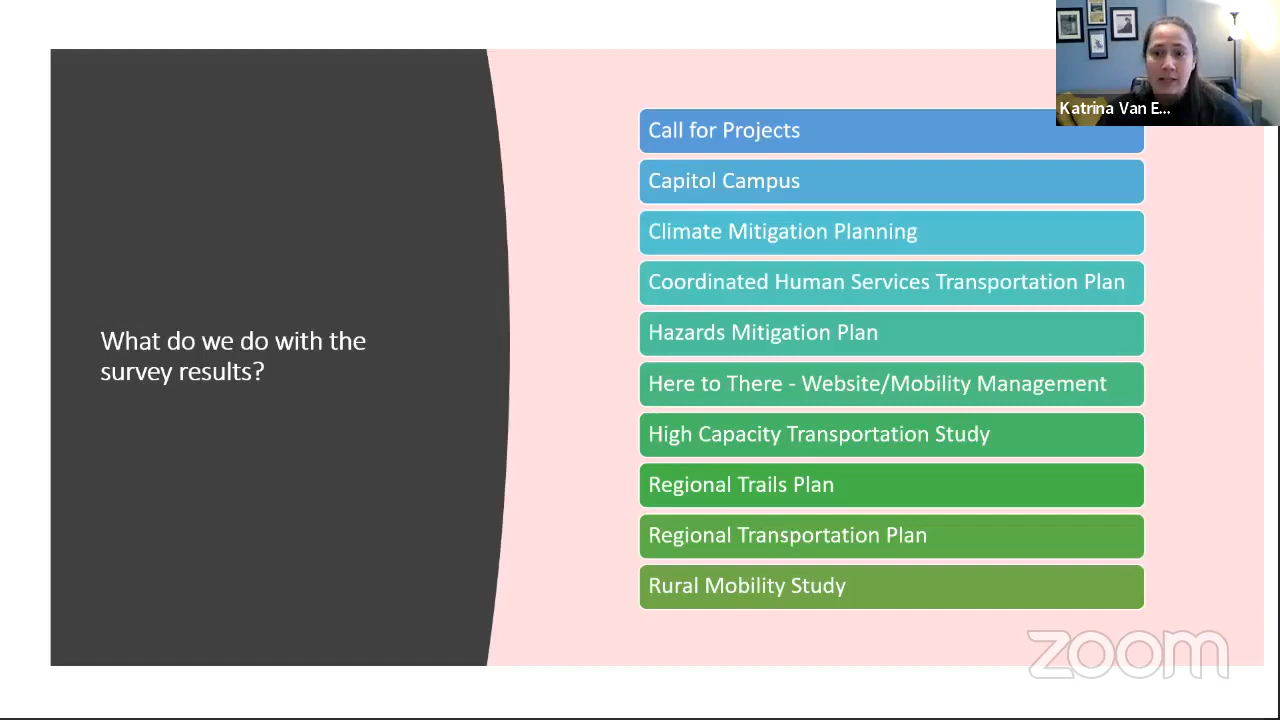 Katrina Van E...
What do we do with the
survey results?
Call for Projects
Capitol Campus
Climate Mitigation Planning
Coordinated Human Services Transportation Plan
Hazards Mitigation Plan
Here to There - Website/Mobility Management
High Capacity Transportation Study
Regional Trails Plan
Regional Transportation Plan
Rural Mobility Study
zoom